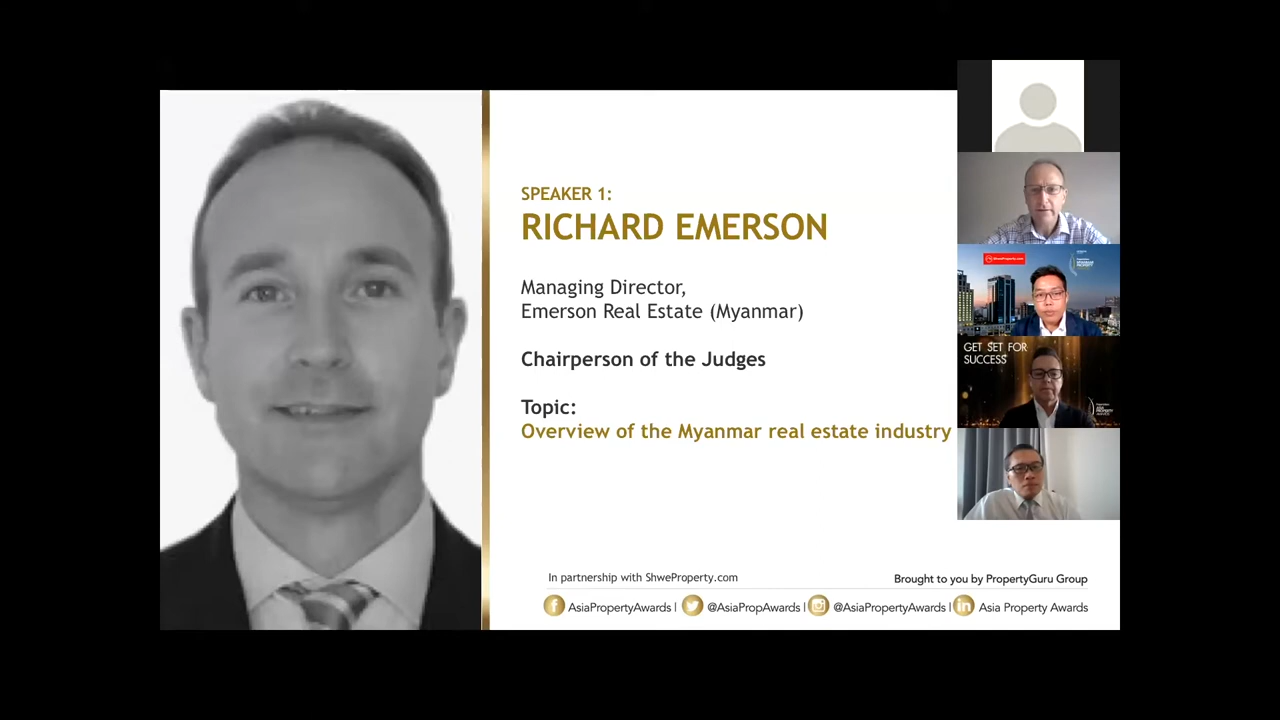 SPEAKER 1:
RICHARD EMERSON
Managing Director,
Emerson Real Estate (Myanmar)
Chairperson of the Judges
Topic:
Overview of the Myanmar real estate industry
ShweProperty.com
GET SET FOR
SUCCESS
In partnership with ShweProperty.com
Brought to you by PropertyGuru Group
AsiaPropertyAwards | @AsiaPropAwards | @AsiaPropertyAwards | Asia Property Awards